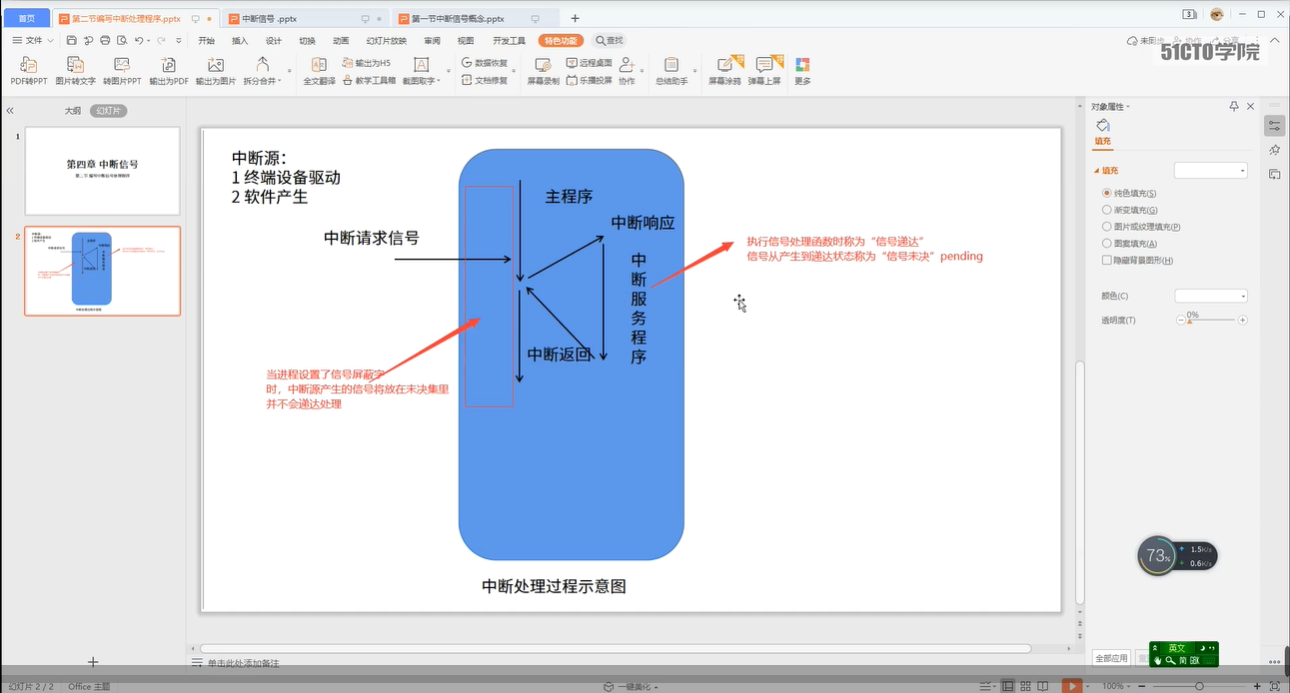 首页
第二节编写中断处理程序.pptx
中断信号 .pptx
第一节中断信号概念.pptx
文件
开始
插入
设计
切换
动画
幻灯片放映
审阅
视图
开发工具
特色功能
查找
未同步
协作
分享
51CTO学院
PDF转PPT
图片转文字
转图片PPT
输出为PDF
输出为图片
拆分合并
全文翻译
输出为H5
教学工具箱
截图取字
数据恢复
文档修复
屏幕录制
远程桌面
乐播投屏
协作
总结助手
屏幕涂鸦
弹幕上屏
更多
大纲
幻灯片
1
第四章 中断信号
2
中断源：
1 终端设备驱动
2 软件产生
主程序
中断响应
中断请求信号
中断服务程序
中断返回
执行信号处理函数时称为“信号递达”
信号从产生到递达状态称为“信号未决”pending
当进程设置了信号屏蔽字
时，中断源产生的信号将放在未决集里
并不会递达处理
中断处理过程示意图
对象属性
填充
填充
纯色填充(S)
渐变填充(G)
图片或纹理填充(P)
图案填充(A)
隐藏背景图形(H)
颜色(C)
透明度(T)
0%
73%
1.5K/s
0.6K/s
全部应用
英文
简
单击此处添加备注
幻灯片 2 / 2
Office 主题
一键美化
100%